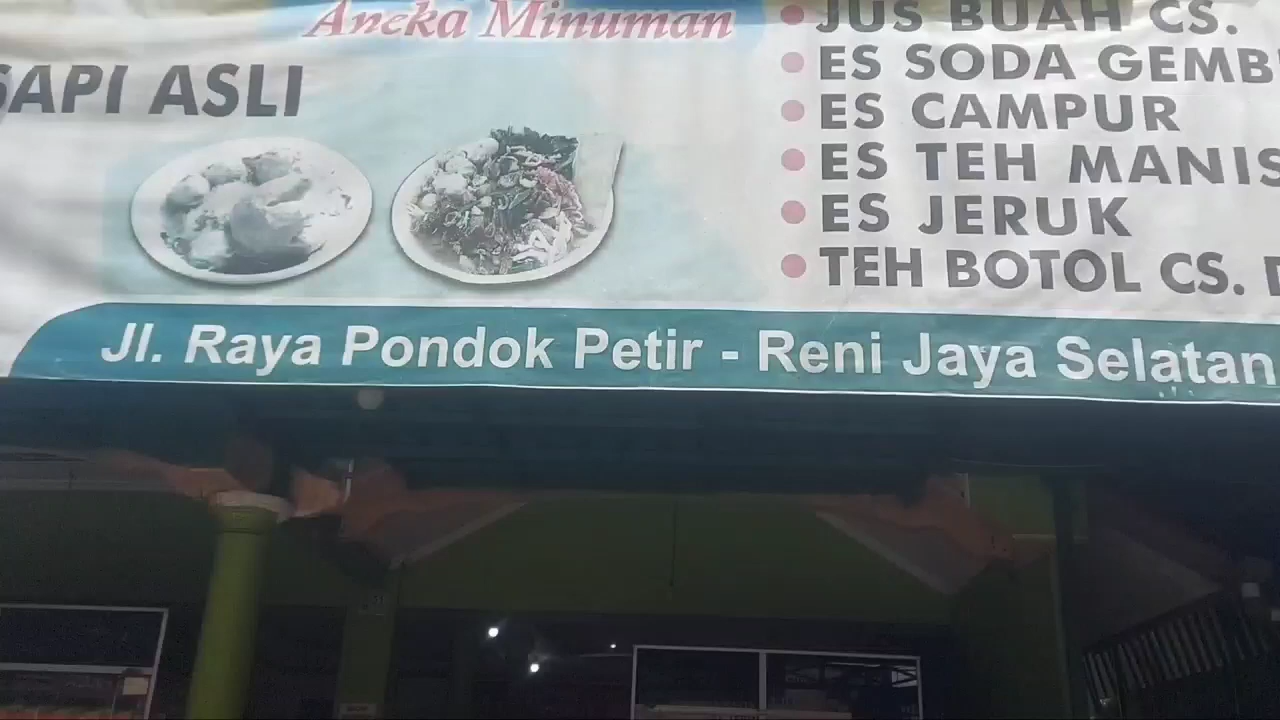 Aneka Minuman
SAPI ASLI
JUS BUAH CS.
ES SODA GEMB
ES CAMPUR
ES TEH MANIS
ES JERUK
TEH BOTOL CS.
Jl. Raya Pondok Petir - Reni Jaya Selatan